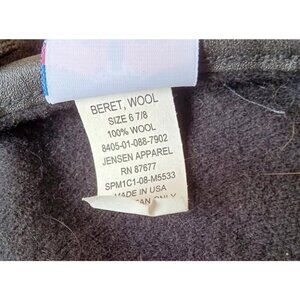 BERET, WOOL
SIZE 6 7/8
100% WOOL
8405-01-088-7902
JENSEN APPAREL
RN 87677
SPM1C1-08-M5533
MADE IN USA
ONLY